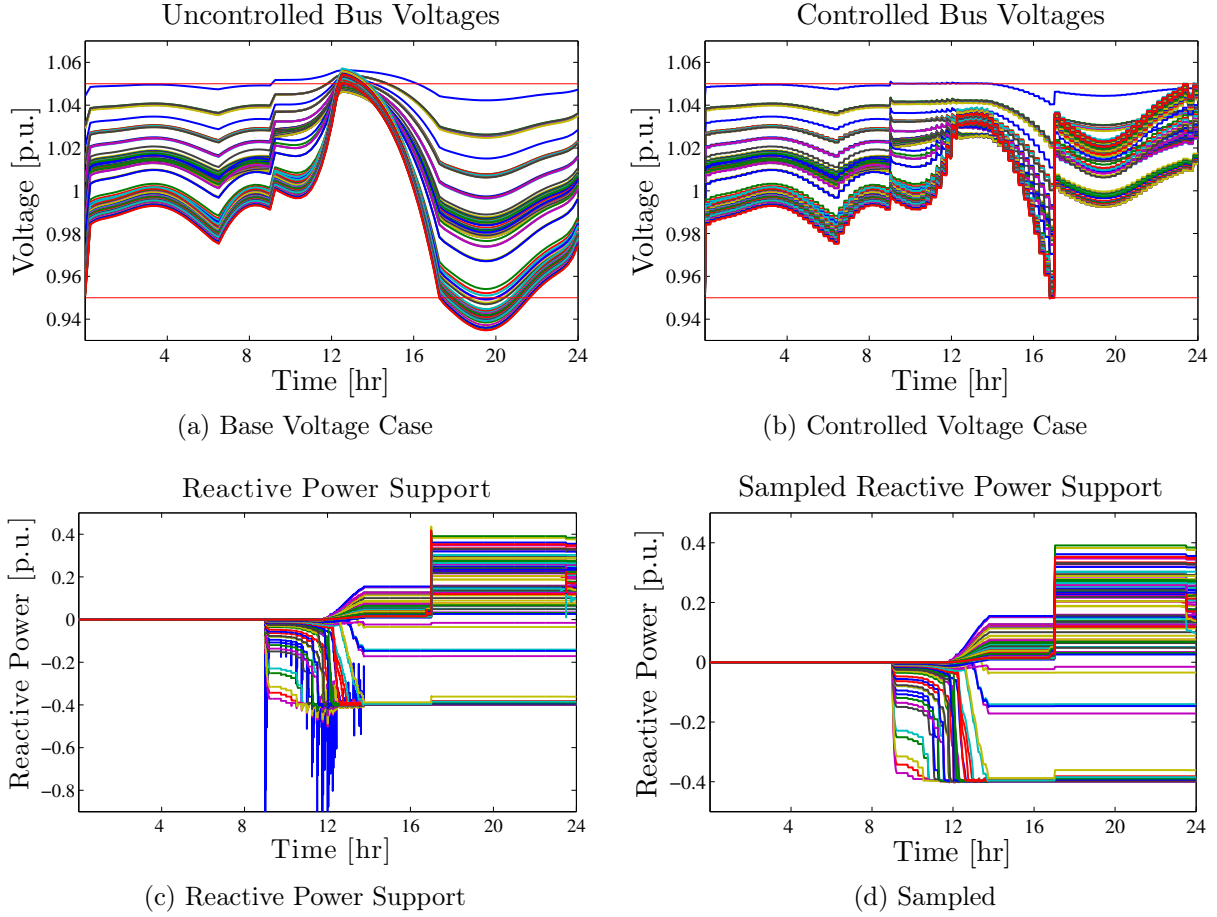 Uncontrolled Bus Voltages
Voltage [p.u.]
1.06
1.04
1.02
1
0.98
0.96
0.94
4 8 12 16 20 24
Time [hr]
(a) Base Voltage Case
Controlled Bus Voltages
Voltage [p.u.]
1.06
1.04
1.02
1
0.98
0.96
0.94
4 8 12 16 20 24
Time [hr]
(b) Controlled Voltage Case
Reactive Power Support
Reactive Power [p.u.]
0.4
0.2
0
−0.2
−0.4
−0.6
−0.8
4 8 12 16 20 24
Time [hr]
(c) Reactive Power Support
Sampled Reactive Power Support
Reactive Power [p.u.]
0.4
0.2
0
−0.2
−0.4
4 8 12 16 20 24
Time [hr]
(d) Sampled